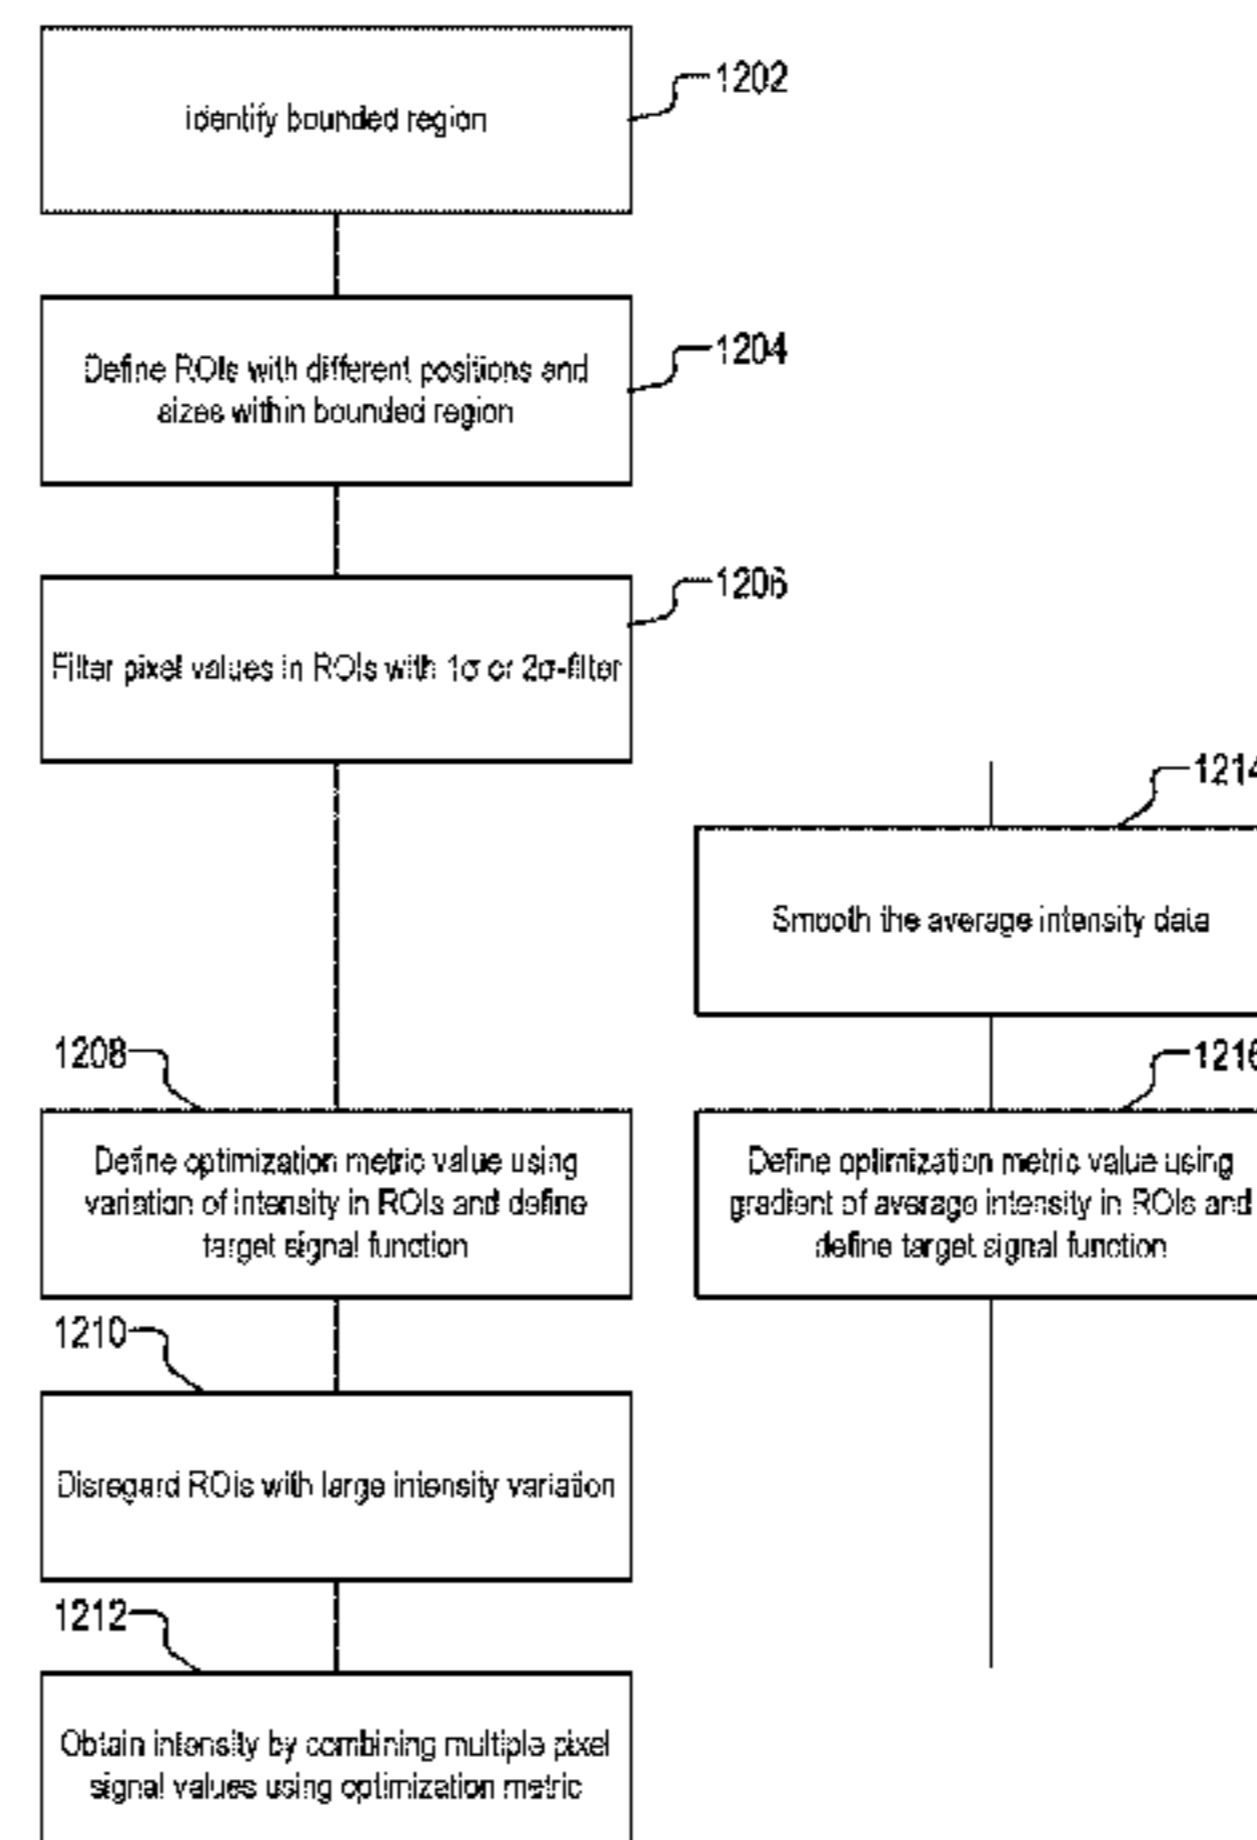 identify bounded region
1202
Define ROIs with different positions and
sizes within bounded region
1204
Filter pixel values in ROIs with 1σ or 2σ-filter
1206
1214
Smooth the average intensity data
1208
Define optimization metric value using
variation of intensity in ROIs and define
target signal function
1216
Define optimization metric value using
gradient of average intensity in ROIs and
define target signal function
1210
Disregard ROIs with large intensity variation
1212
Obtain intensity by combining multiple pixel
signal values using optimization metric